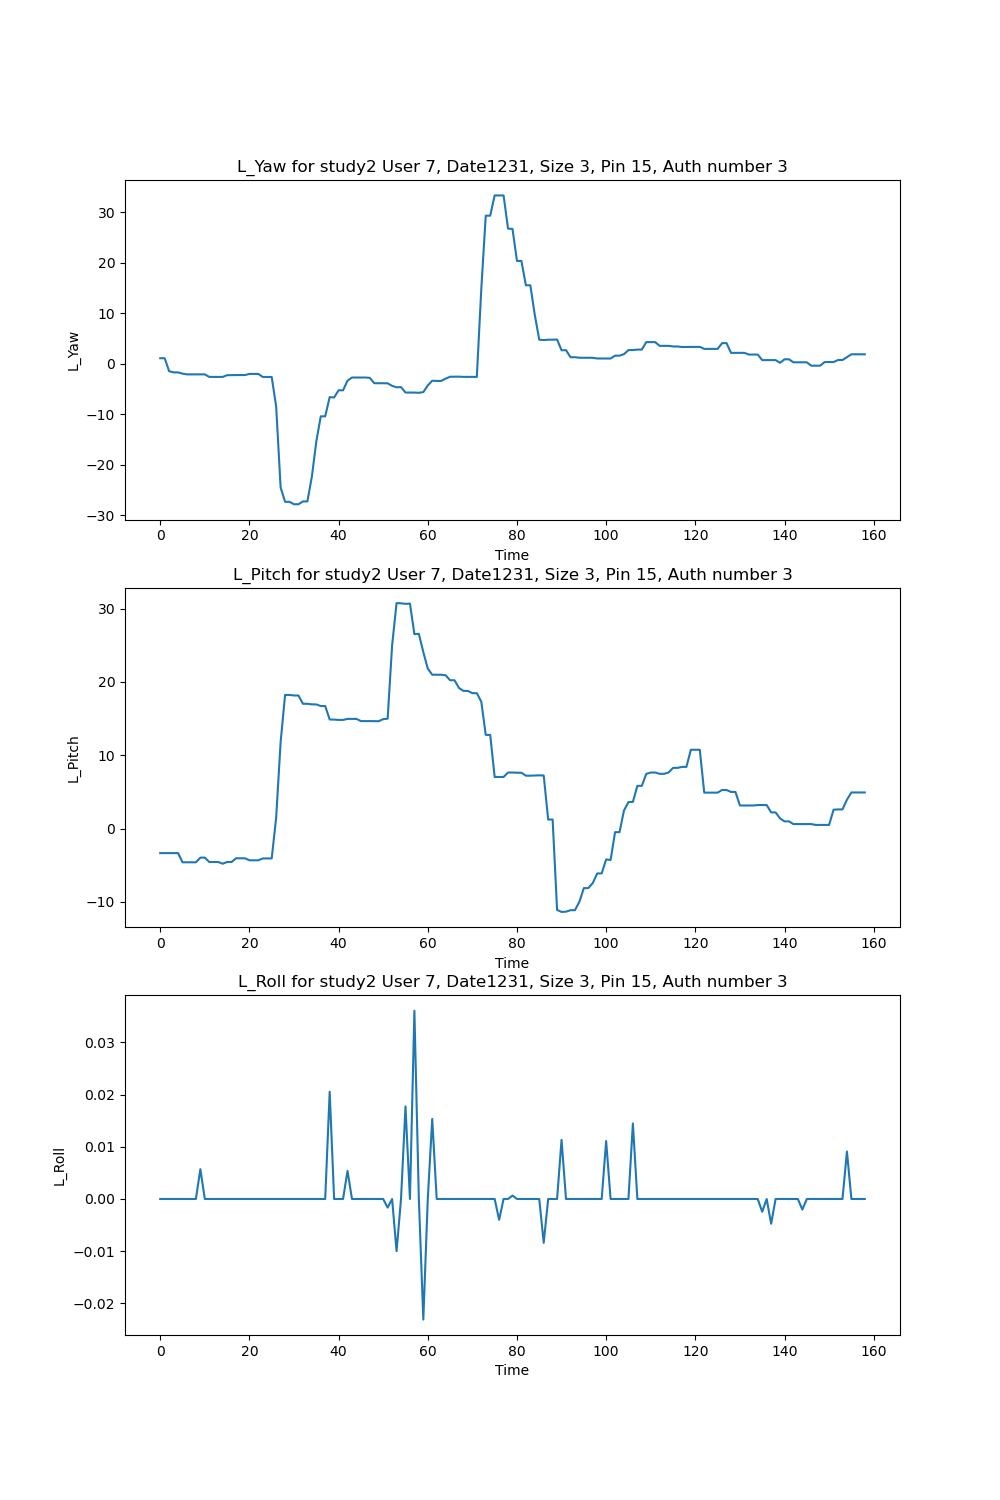 L_Yaw for study2 User 7, Date1231, Size 3, Pin 15, Auth number 3
30
20
10
0
−10
−20
−30
L_Yaw
0 20 40 60 80 100 120 140 160
Time
L_Pitch for study2 User 7, Date1231, Size 3, Pin 15, Auth number 3
30
20
10
0
−10
L_Pitch
0 20 40 60 80 100 120 140 160
Time
L_Roll for study2 User 7, Date1231, Size 3, Pin 15, Auth number 3
0.03
0.02
0.01
0.00
−0.01
−0.02
L_Roll
0 20 40 60 80 100 120 140 160
Time